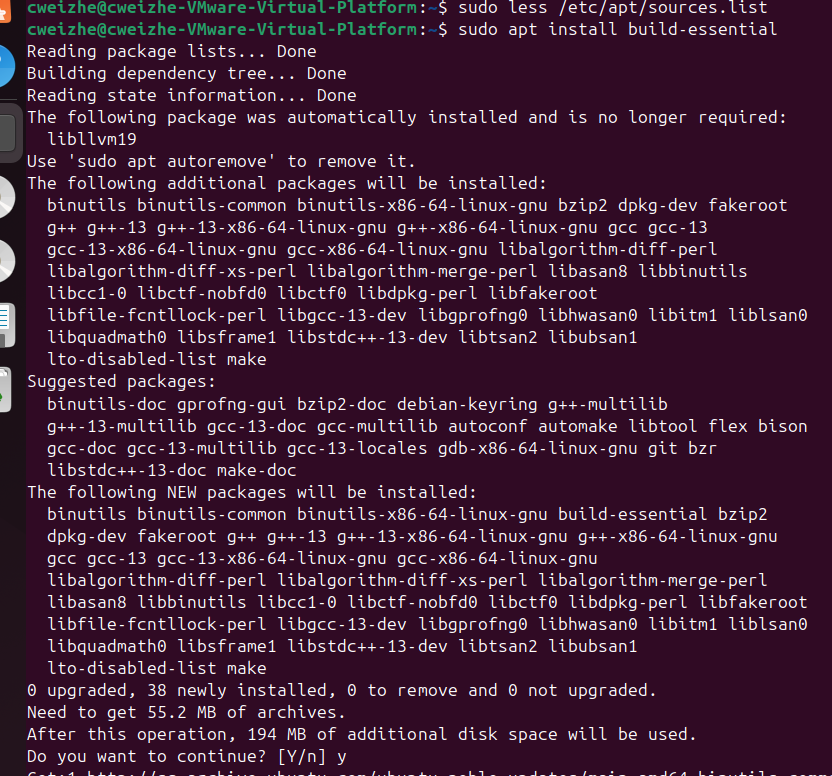 cweizhe@cweizhe-VMware-Virtual-Platform:~$ sudo less /etc/apt/sources.list
cweizhe@cweizhe-VMware-Virtual-Platform:~$ sudo apt install build-essential
Reading package lists... Done
Building dependency tree... Done
Reading state information... Done
The following package was automatically installed and is no longer required:
  libllvm19
Use 'sudo apt autoremove' to remove it.
The following additional packages will be installed:
  binutils binutils-common binutils-x86-64-linux-gnu bzip2 dpkg-dev fakeroot
  g++ g++-13 g++-13-x86-64-linux-gnu g++-x86-64-linux-gnu gcc gcc-13
  gcc-13-x86-64-linux-gnu gcc-x86-64-linux-gnu libalgorithm-diff-perl
  libalgorithm-diff-xs-perl libalgorithm-merge-perl libasan8 libbinutils
  libcc1-0 libctf-nobfd0 libctf0 libdpkg-perl libfakeroot
  libfile-fcntllock-perl libgcc-13-dev libgprofng0 libhwasan0 libitm1 liblsan0
  libquadmath0 libsframe1 libstdc++-13-dev libtsan2 libubsan1
  lto-disabled-list make
Suggested packages:
  binutils-doc gprofng-gui bzip2-doc debian-keyring g++-multilib
  g++-13-multilib gcc-13-doc gcc-multilib autoconf automake libtool flex bison
  gcc-doc gcc-13-multilib gcc-13-locales gdb-x86-64-linux-gnu git bzr
  libstdc++-13-doc make-doc
The following NEW packages will be installed:
  binutils binutils-common binutils-x86-64-linux-gnu build-essential bzip2
  dpkg-dev fakeroot g++ g++-13 g++-13-x86-64-linux-gnu g++-x86-64-linux-gnu
  gcc gcc-13 gcc-13-x86-64-linux-gnu gcc-x86-64-linux-gnu
  libalgorithm-diff-perl libalgorithm-diff-xs-perl libalgorithm-merge-perl
  libasan8 libbinutils libcc1-0 libctf-nobfd0 libctf0 libdpkg-perl libfakeroot
  libfile-fcntllock-perl libgcc-13-dev libgprofng0 libhwasan0 libitm1 liblsan0
  libquadmath0 libsframe1 libstdc++-13-dev libtsan2 libubsan1
  lto-disabled-list make
0 upgraded, 38 newly installed, 0 to remove and 0 not upgraded.
Need to get 55.2 MB of archives.
After this operation, 194 MB of additional disk space will be used.
Do you want to continue? [Y/n] y